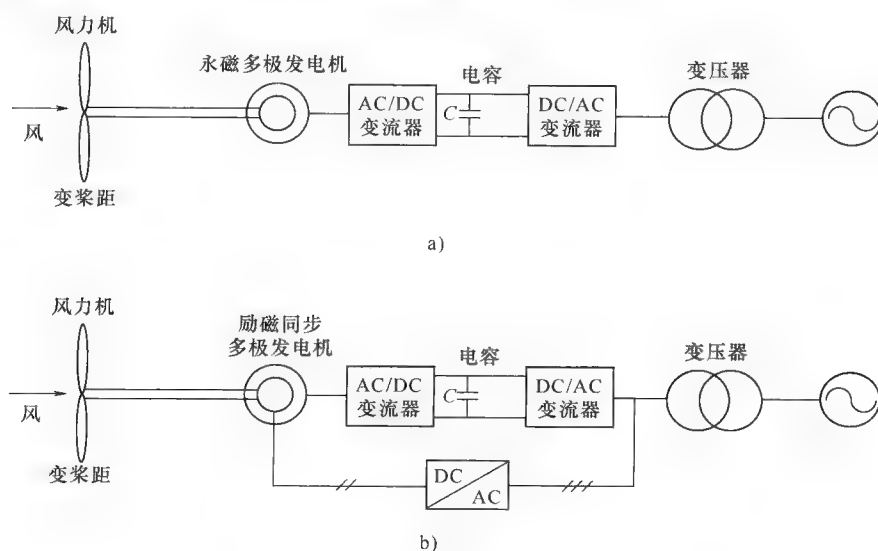 风力机
永磁多极发电机
电容
变压器
AC/DC
变流器
C
DC/AC
变流器
风
变桨距
a)
风力机
励磁同步
多极发电机
电容
变压器
AC/DC
变流器
C
DC/AC
变流器
风
变桨距
DC
AC
b)